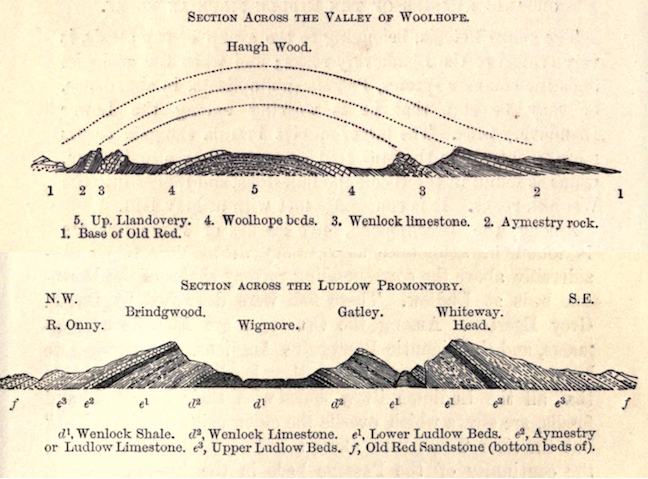 SECTION ACROSS THE VALLEY OF WOOLHOPE.
Haugh Wood.
1 2 3 4 5 4 3 2 1
5. Up. Llandovery. 4. Woolhope beds. 3. Wenlock limestone. 2. Aymestry rock.
1. Base of Old Red.
SECTION ACROSS THE LUDLOW PROMONTORY.
N.W. S.E.
Brindgwood. Gatley. Whiteway.
R. Onny. Wigmore. Head.
f e³ e² e¹ d² d¹ d² e¹ e¹ e² e³ f
d¹, Wenlock Shale. d², Wenlock Limestone. e¹, Lower Ludlow Beds. e², Aymestry
or Ludlow Limestone. e³, Upper Ludlow Beds. f, Old Red Sandstone (bottom beds of).